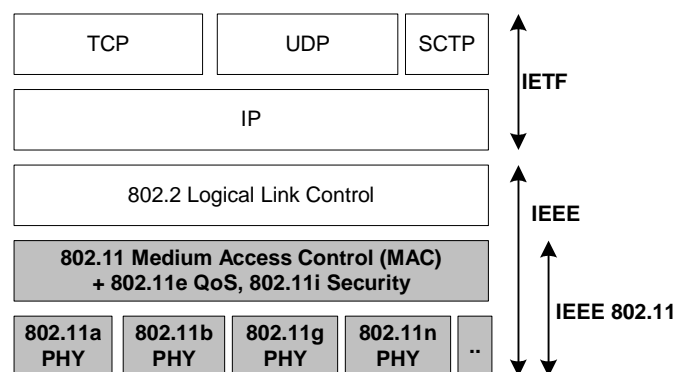 TCP
UDP
SCTP
IETF
IP
802.2 Logical Link Control
IEEE
802.11 Medium Access Control (MAC)
+ 802.11e QoS, 802.11i Security
IEEE 802.11
802.11a
PHY
802.11b
PHY
802.11g
PHY
802.11n
PHY
..